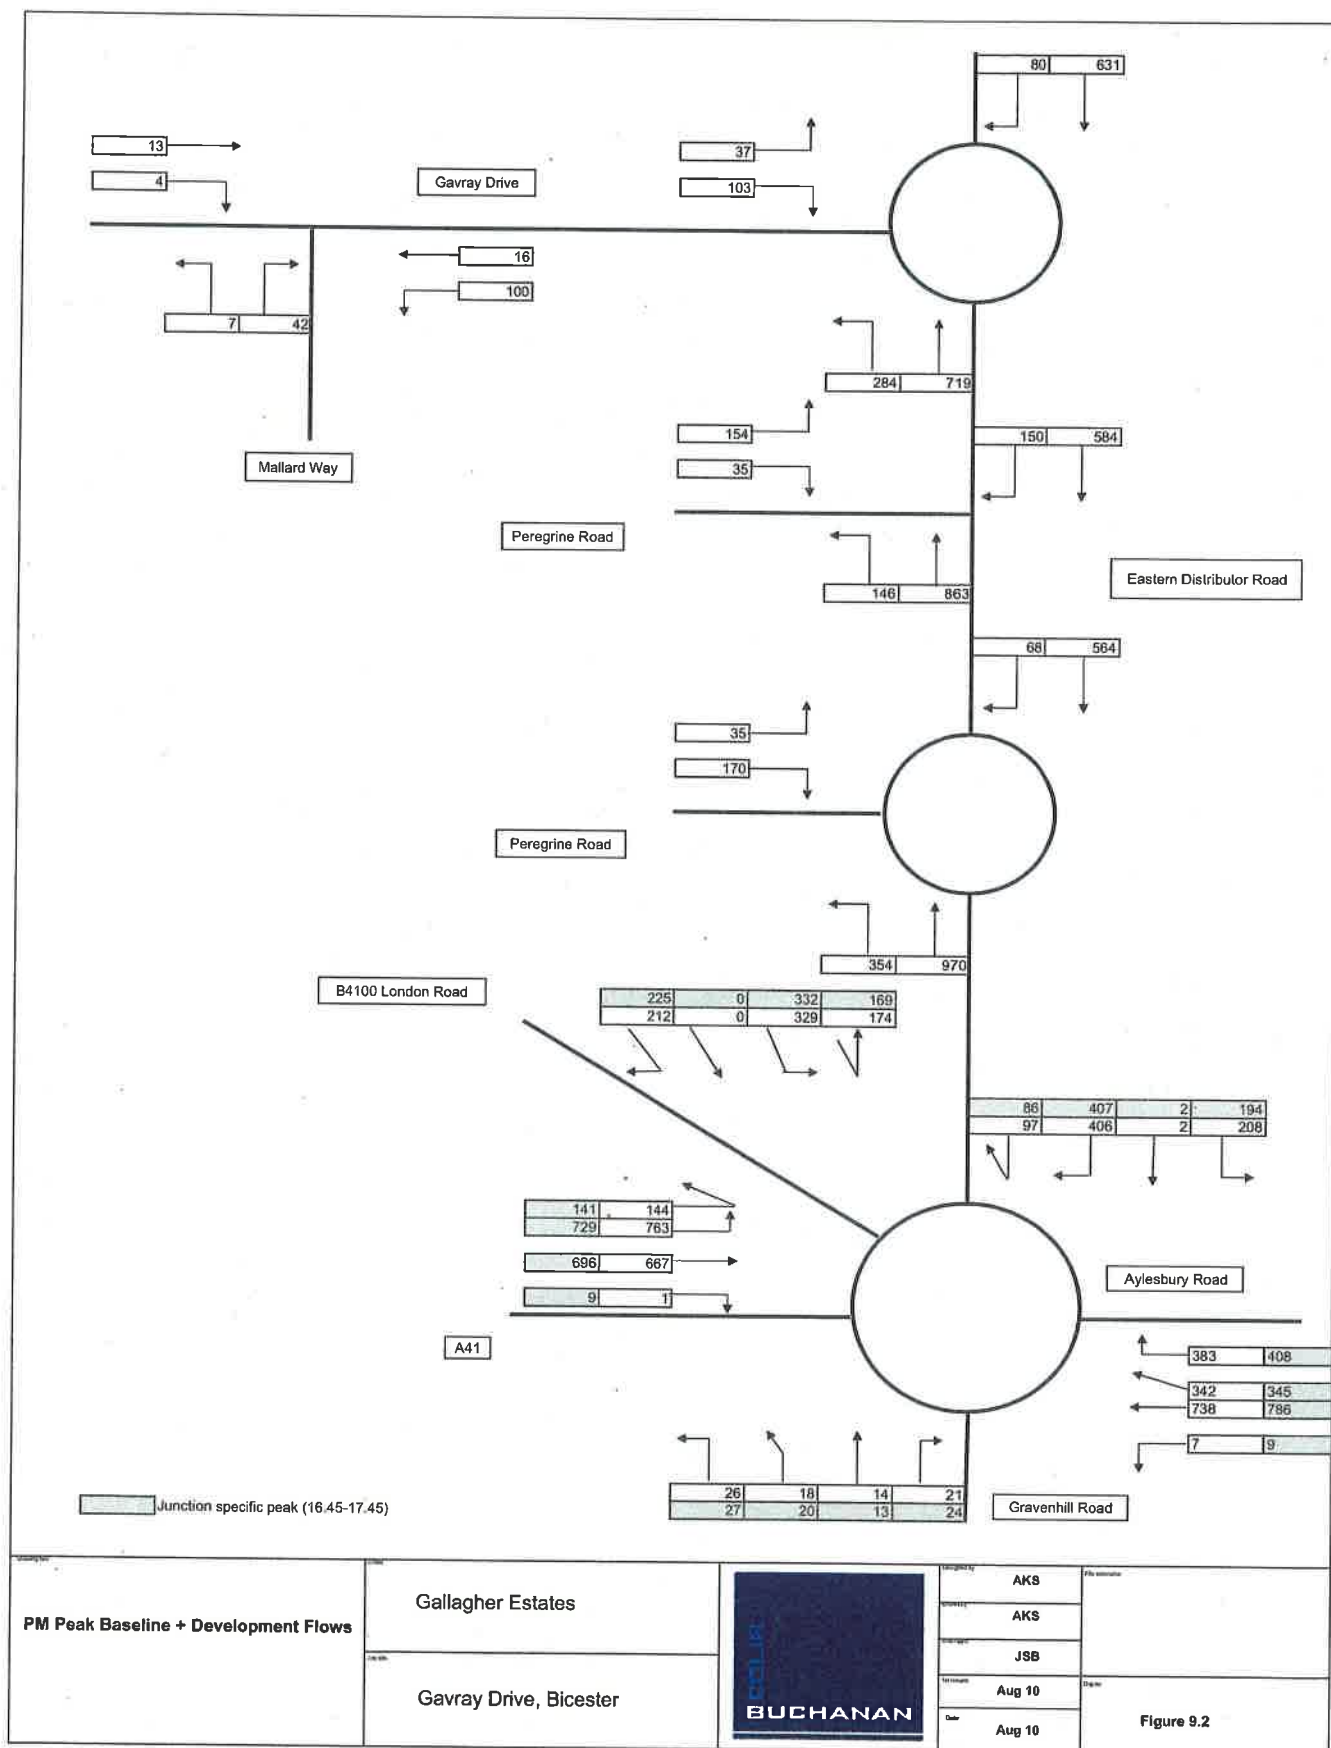 80 631
13
37
4
Gavray Drive
103
16
100
7 42
284 719
154
150 584
Mallard Way
35
Peregrine Road
146 863
Eastern Distributor Road
68 564
35
170
Peregrine Road
354 970
B4100 London Road
225 0 332 169
212 0 329 174
86 407 2 194
97 406 2 208
141 144
729 763
696 667
Aylesbury Road
9 1
A41
383 408
342 345
738 786
7 9
26 18 14 21
27 20 13 24
Junction specific peak (16.45-17.45)
Gravenhill Road
PM Peak Baseline + Development Flows
Gallagher Estates
Gavray Drive, Bicester
COLIN
BUCHANAN
AKS
AKS
JSB
Aug 10
Date
Aug 10
Figure 9.2